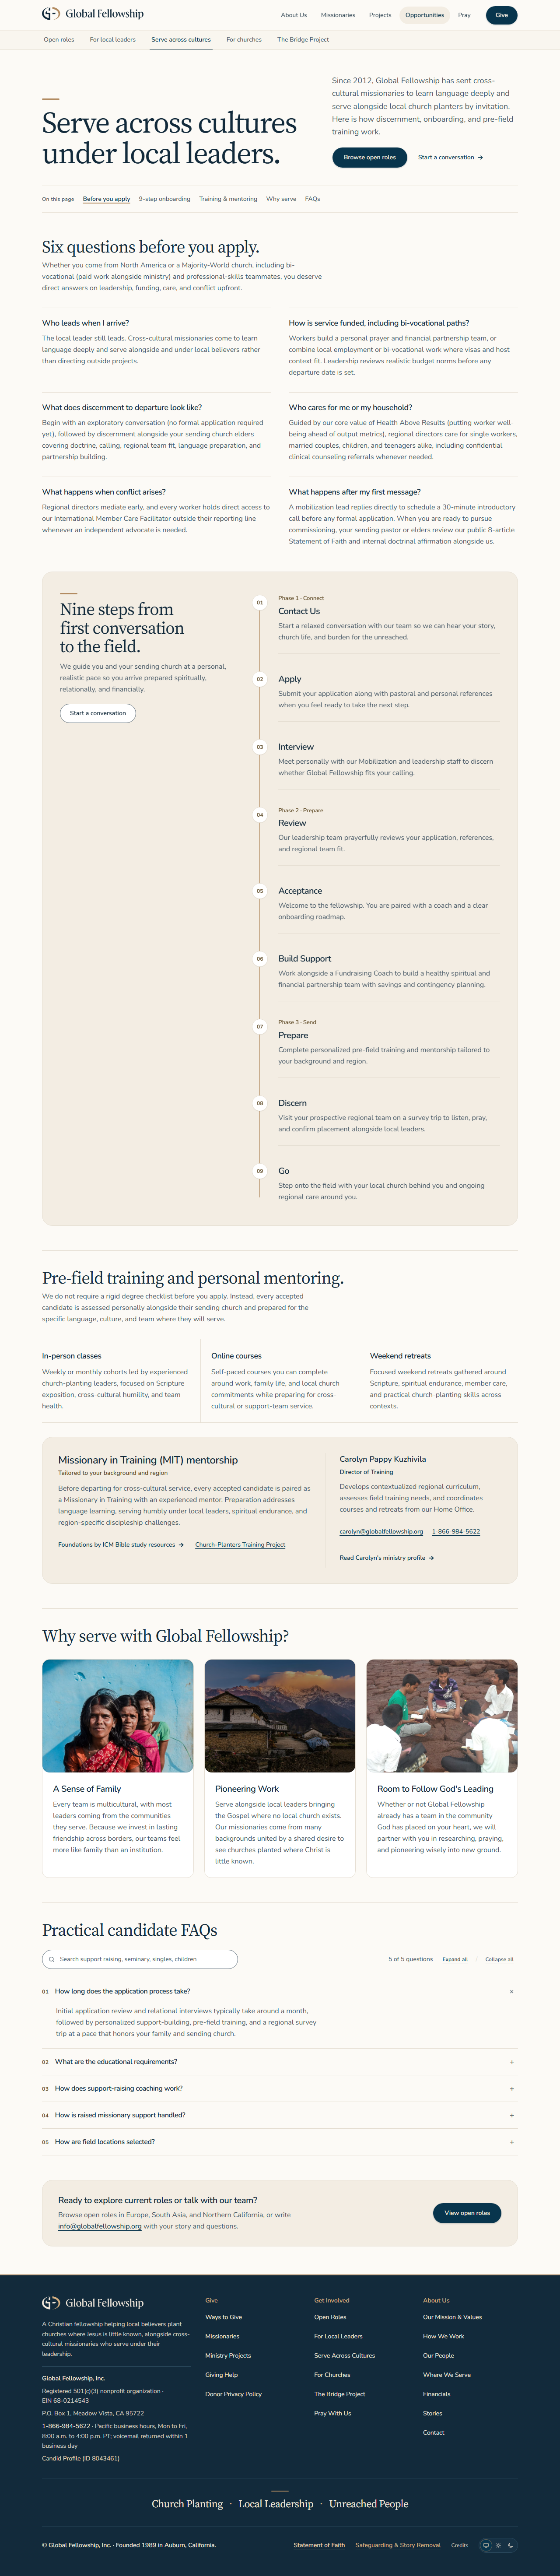 Global Fellowship
About Us
Missionaries
Projects
Opportunities
Pray
Give
Open roles
For local leaders
Serve across cultures
For churches
The Bridge Project
Serve across cultures
under local leaders.
Since 2012, Global Fellowship has sent cross-
cultural missionaries to learn language deeply and
serve alongside local church planters by invitation.
Here is how discernment, onboarding, and pre-field
training work.
Browse open roles
Start a conversation →
On this page
Before you apply
9-step onboarding
Training & mentoring
Why serve
FAQs
Six questions before you apply.
Whether you come from North America or a Majority-World church, including bi-
vocational (paid work alongside ministry) and professional-skills teammates, you deserve
direct answers on leadership, funding, care, and conflict upfront.
Who leads when I arrive?
The local leader still leads. Cross-cultural missionaries come to learn
language deeply and serve alongside and under local believers rather
than directing outside projects.
How is service funded, including bi-vocational paths?
Workers build a personal prayer and financial partnership team, or
combine local employment or bi-vocational work where visas and host
context fit. Leadership reviews realistic budget norms before any
departure date is set.
What does discernment to departure look like?
Begin with an exploratory conversation (no formal application required
yet), followed by discernment alongside your sending church elders
covering doctrine, calling, regional team fit, language preparation, and
partnership building.
Who cares for me or my household?
Guided by our core value of Health Above Results (putting worker well-
being ahead of output metrics), regional directors care for single workers,
married couples, children, and teenagers alike, including confidential
clinical counseling referrals whenever needed.
What happens when conflict arises?
Regional directors mediate early, and every worker holds direct access to
our International Member Care Facilitator outside their reporting line
whenever an independent advocate is needed.
What happens after my first message?
A mobilization lead replies directly to schedule a 30-minute introductory
call before any formal application. When you are ready to pursue
commissioning, your sending pastor or elders review our public 8-article
Statement of Faith and internal doctrinal affirmation alongside us.
Nine steps from
first conversation
to the field.
We guide you and your sending church at a personal,
realistic pace so you arrive prepared spiritually,
relationally, and financially.
Start a conversation
01
Phase 1 · Connect
Contact Us
Start a relaxed conversation with our team so we can hear your story,
church life, and burden for the unreached.
02
Apply
Submit your application along with pastoral and personal references
when you feel ready to take the next step.
03
Interview
Meet personally with our Mobilization and leadership staff to discern
whether Global Fellowship fits your calling.
04
Phase 2 · Prepare
Review
Our leadership team prayerfully reviews your application, references,
and regional team fit.
05
Acceptance
Welcome to the fellowship. You are paired with a coach and a clear
onboarding roadmap.
06
Build Support
Work alongside a Fundraising Coach to build a healthy spiritual and
financial partnership team with savings and contingency planning.
07
Phase 3 · Send
Prepare
Complete personalized pre-field training and mentorship tailored to
your background and region.
08
Discern
Visit your prospective regional team on a survey trip to listen, pray,
and confirm placement alongside local leaders.
09
Go
Step onto the field with your local church behind you and ongoing
regional care around you.
Pre-field training and personal mentoring.
We do not require a rigid degree checklist before you apply. Instead, every accepted
candidate is assessed personally alongside their sending church and prepared for the
specific language, culture, and team where they will serve.
In-person classes
Weekly or monthly cohorts led by experienced
church-planting leaders, focused on Scripture
exposition, cross-cultural humility, and team
health.
Online courses
Self-paced courses you can complete
around work, family life, and local church
commitments while preparing for cross-
cultural or support-team service.
Weekend retreats
Focused weekend retreats gathered around
Scripture, spiritual endurance, member care,
and practical church-planting skills across
contexts.
Missionary in Training (MIT) mentorship
Tailored to your background and region
Before departing for cross-cultural service, every accepted candidate is paired as
a Missionary in Training with an experienced mentor. Preparation addresses
language learning, serving humbly under local leaders, spiritual endurance, and
region-specific discipleship challenges.
Foundations by ICM Bible study resources →
Church-Planters Training Project
Carolyn Pappy Kuzhivila
Director of Training
Develops contextualized regional curriculum,
assesses field training needs, and coordinates
courses and retreats from our Home Office.
carolyn@globalfellowship.org
1-866-984-5622
Read Carolyn's ministry profile →
Why serve with Global Fellowship?
A Sense of Family
Every team is multicultural, with most
leaders coming from the communities
they serve. Because we invest in lasting
friendship across borders, our teams feel
more like family than an institution.
Pioneering Work
Serve alongside local leaders bringing
the Gospel where no local church exists.
Our missionaries come from many
backgrounds united by a shared desire to
see churches planted where Christ is
little known.
Room to Follow God's Leading
Whether or not Global Fellowship
already has a team in the community
God has placed on your heart, we will
partner with you in researching, praying,
and pioneering wisely into new ground.
Practical candidate FAQs
Search support raising, seminary, singles, children
5 of 5 questions
Expand all
Collapse all
01 How long does the application process take?
Initial application review and relational interviews typically take around a month,
followed by personalized support-building, pre-field training, and a regional survey
trip at a pace that honors your family and sending church.
02 What are the educational requirements?
03 How does support-raising coaching work?
04 How is raised missionary support handled?
05 How are field locations selected?
Ready to explore current roles or talk with our team?
Browse open roles in Europe, South Asia, and Northern California, or write
info@globalfellowship.org with your story and questions.
View open roles
Global Fellowship
A Christian fellowship helping local believers plant
churches where Jesus is little known, alongside cross-
cultural missionaries who serve under their
leadership.
Global Fellowship, Inc.
Registered 501(c)(3) nonprofit organization ·
EIN 68-0214543
P.O. Box 1, Meadow Vista, CA 95722
1-866-984-5622 · Pacific business hours, Mon to Fri,
8:00 a.m. to 4:00 p.m. PT; voicemail returned within 1
business day
Candid Profile (ID 8043461)
Give
Ways to Give
Missionaries
Ministry Projects
Giving Help
Donor Privacy Policy
Get Involved
Open Roles
For Local Leaders
Serve Across Cultures
For Churches
The Bridge Project
Pray With Us
About Us
Our Mission & Values
How We Work
Our People
Where We Serve
Financials
Stories
Contact
Church Planting · Local Leadership · Unreached People
© Global Fellowship, Inc. · Founded 1989 in Auburn, California.
Statement of Faith
Safeguarding & Story Removal
Credits